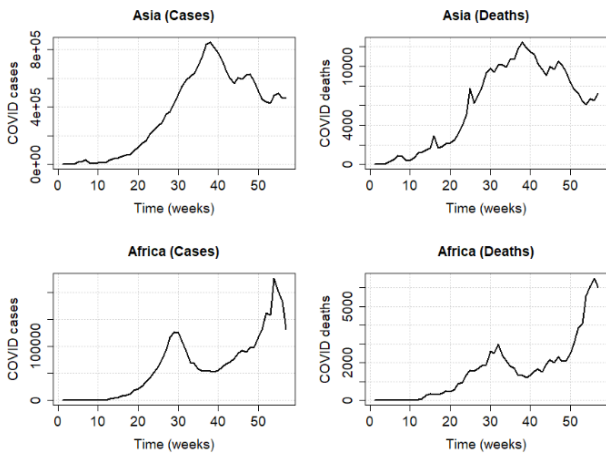 Asia (Cases)
COVID cases
0e+00 4e+05 8e+05
0 10 20 30 40 50
Time (weeks)
Asia (Deaths)
COVID deaths
0 4000 10000
0 10 20 30 40 50
Time (weeks)
Africa (Cases)
COVID cases
0 100000
0 10 20 30 40 50
Time (weeks)
Africa (Deaths)
COVID deaths
0 2000 5000
0 10 20 30 40 50
Time (weeks)